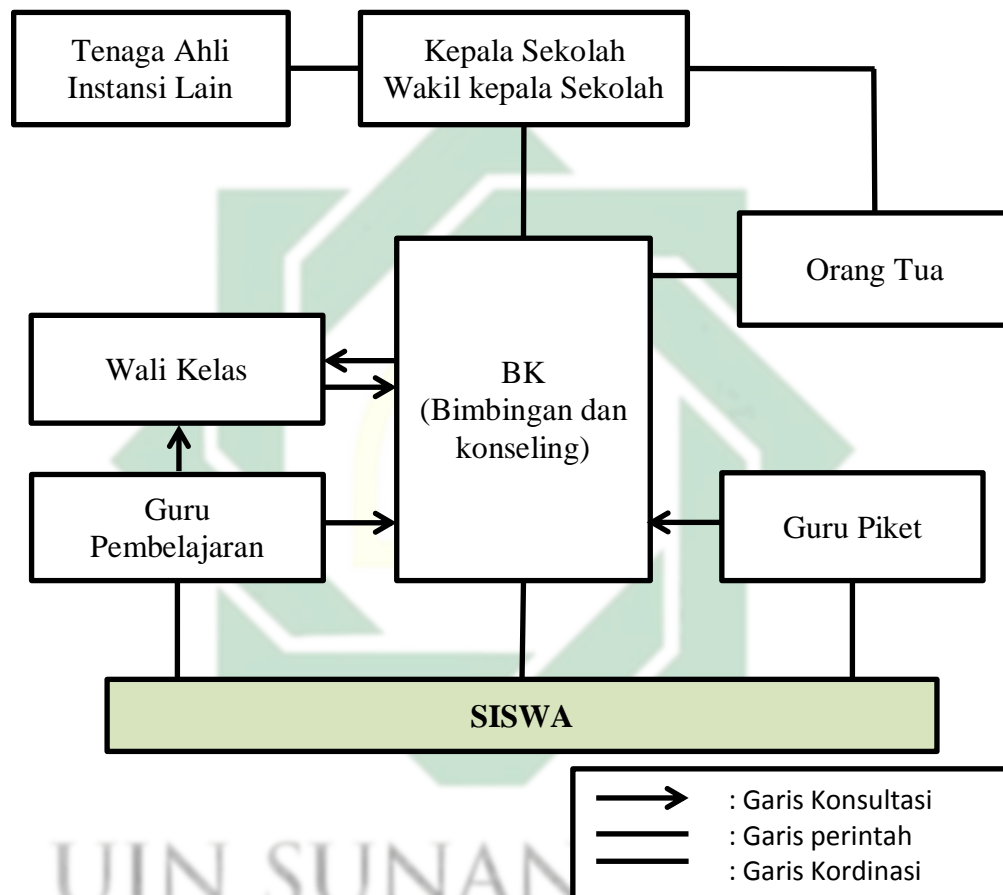 Tenaga Ahli
Instansi Lain
Kepala Sekolah
Wakil kepala Sekolah
Orang Tua
Wali Kelas
BK
(Bimbingan dan
konseling)
Guru
Pembelajaran
Guru Piket
SISWA
: Garis Konsultasi
: Garis perintah
: Garis Kordinasi
UIN SUNAN